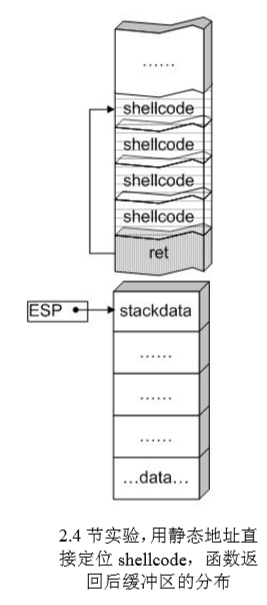 ……
shellcode
shellcode
shellcode
shellcode
ret
ESP
stackdata
……
……
……
…data…
2.4 节实验，用静态地址直
接定位 shellcode，函数返
回后缓冲区的分布